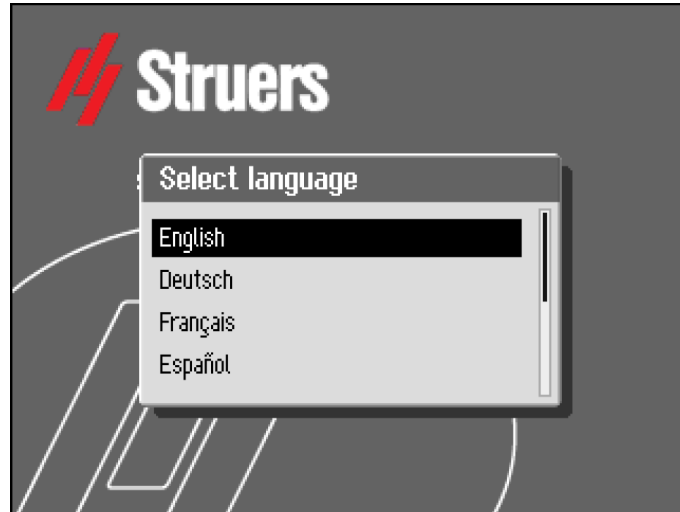 Struers
Select language
English
Deutsch
Français
Español